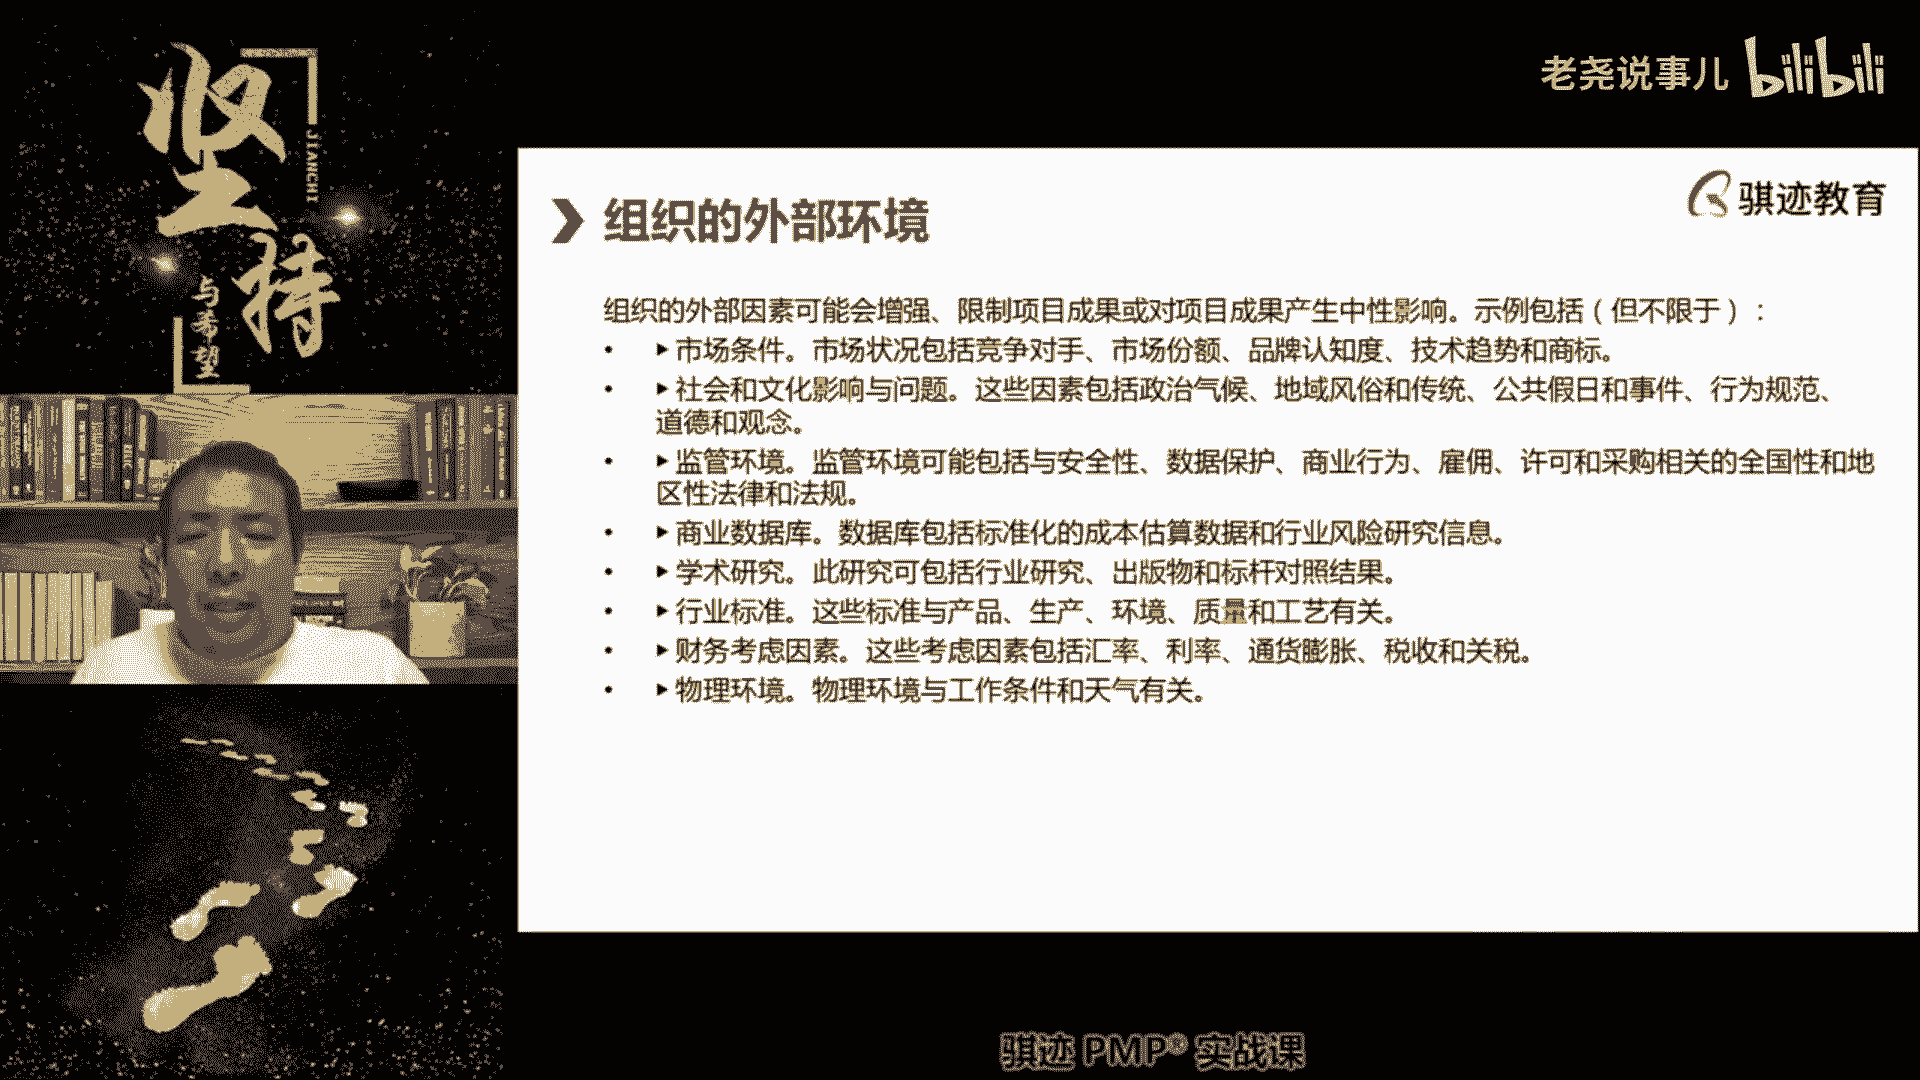 坚持
JIANCHI
与希望
老尧说事儿 bilibili
骐迹教育
组织的外部环境
组织的外部因素可能会增强、限制项目成果或对项目成果产生中性影响。示例包括（但不限于）：
• ▶市场条件。市场状况包括竞争对手、市场份额、品牌认知度、技术趋势和商标。
• ▶社会和文化影响与问题。这些因素包括政治气候、地域风俗和传统、公共假日和事件、行为规范、
道德和观念。
• ▶监管环境。监管环境可能包括与安全性、数据保护、商业行为、雇佣、许可和采购相关的全国性和地
区性法律和法规。
• ▶商业数据库。数据库包括标准化的成本估算数据和行业风险研究信息。
• ▶学术研究。此研究可包括行业研究、出版物和标杆对照结果。
• ▶行业标准。这些标准与产品、生产、环境、质量和工艺有关。
• ▶财务考虑因素。这些考虑因素包括汇率、利率、通货膨胀、税收和关税。
• ▶物理环境。物理环境与工作条件和天气有关。
骐迹 PMP® 实战课